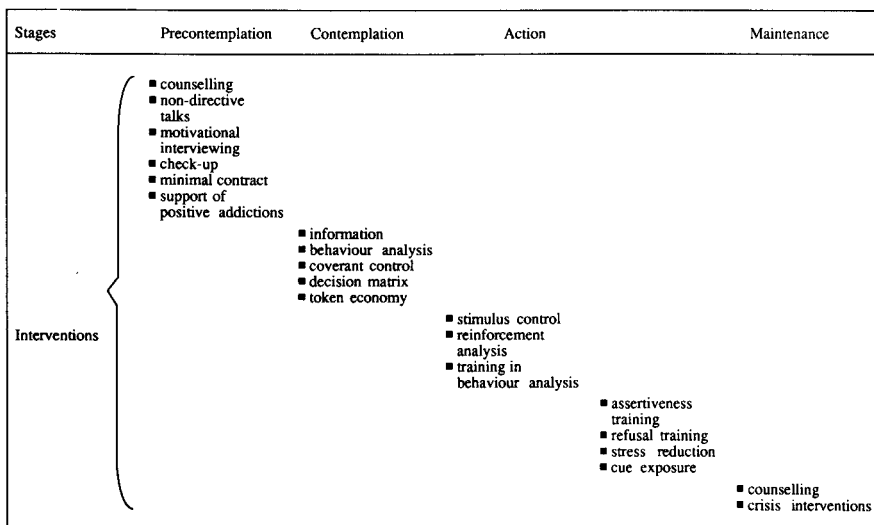 Stages Precontemplation Contemplation Action Maintenance
■ counselling
■ non-directive
talks
■ motivational
interviewing
■ check-up
■ minimal contract
■ support of
positive addictions
■ information
■ behaviour analysis
■ coverant control
■ decision matrix
■ token economy
■ stimulus control
Interventions ■ reinforcement
analysis
■ training in
behaviour analysis
■ assertiveness
training
■ refusal training
■ stress reduction
■ cue exposure
■ counselling
■ crisis interventions